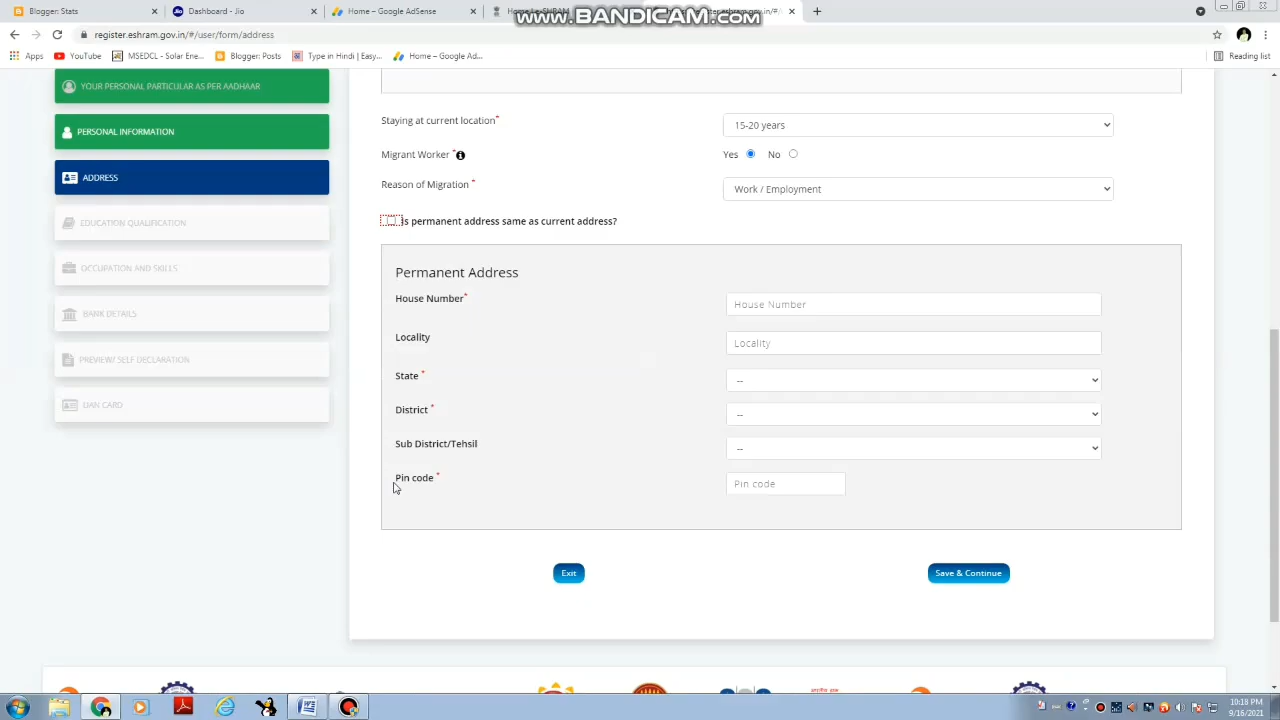 Blogger: Stats
Dashboard - Jio
Home – Google AdSense
www.BANDICAM.com
register.eshram.gov.in/#/user/form/address
Apps
YouTube
MSEDCL - Solar Ene...
Blogger: Posts
Type in Hindi | Easy...
Home – Google Ad...
Reading list
YOUR PERSONAL PARTICULAR AS PER AADHAAR
PERSONAL INFORMATION
ADDRESS
EDUCATION QUALIFICATION
OCCUPATION AND SKILLS
BANK DETAILS
PREVIEW/ SELF DECLARATION
UAN CARD
Staying at current location*
15-20 years
Migrant Worker *
Yes No
Reason of Migration *
Work / Employment
Is permanent address same as current address?
Permanent Address
House Number*
House Number
Locality
Locality
State *
--
District *
--
Sub District/Tehsil
--
Pin code *
Pin code
Exit
Save & Continue
10:18 PM
9/16/2021